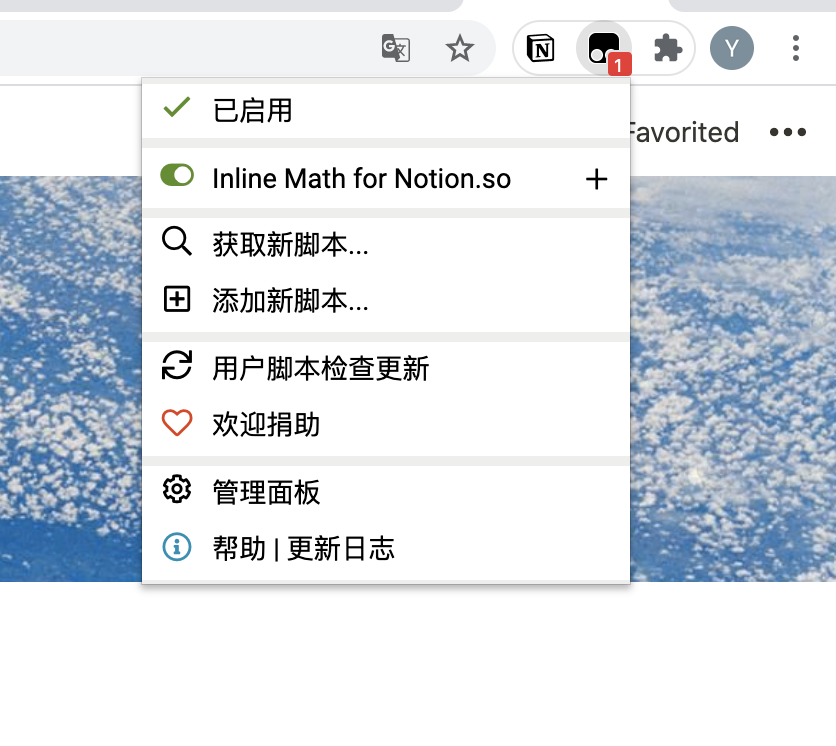 Y
1
Favorited
已启用
Inline Math for Notion.so
获取新脚本...
添加新脚本...
用户脚本检查更新
欢迎捐助
管理面板
帮助 | 更新日志